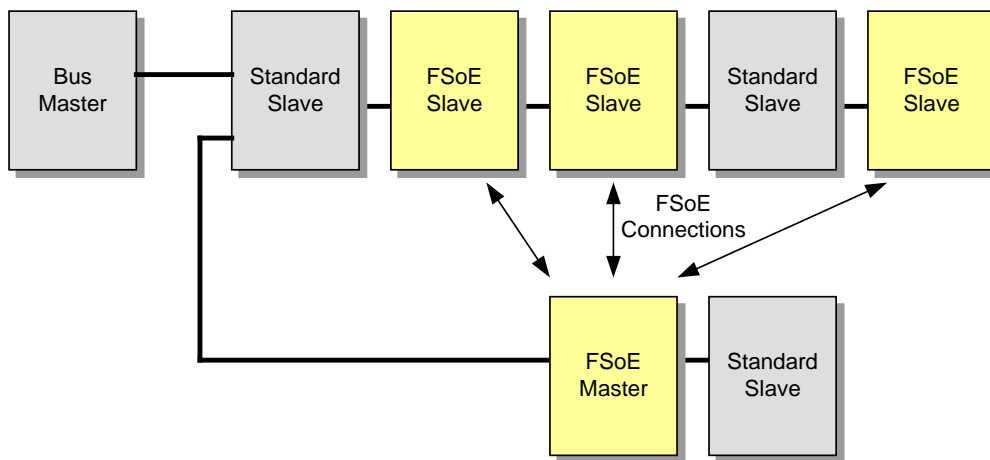 Bus
Master
Standard
Slave
FSoE
Slave
FSoE
Slave
Standard
Slave
FSoE
Slave
FSoE
Connections
FSoE
Master
Standard
Slave